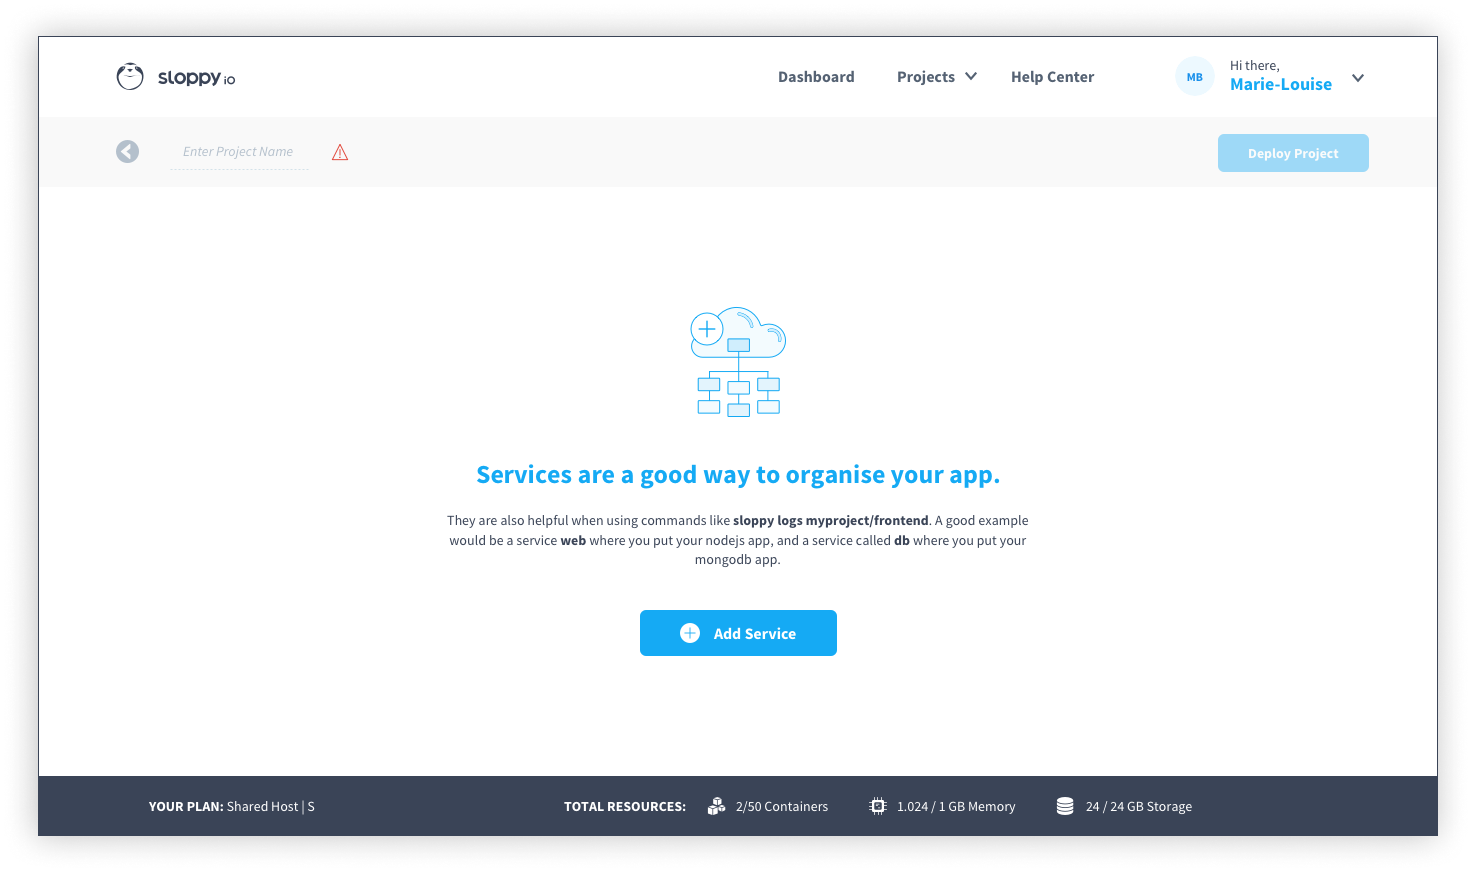 sloppy io
Dashboard
Projects
Help Center
MB
Hi there,
Marie-Louise
Enter Project Name
Deploy Project
Services are a good way to organise your app.
They are also helpful when using commands like sloppy logs myproject/frontend. A good example
would be a service web where you put your nodejs app, and a service called db where you put your
mongodb app.
Add Service
YOUR PLAN: Shared Host | S
TOTAL RESOURCES:
2/50 Containers
1.024 / 1 GB Memory
24 / 24 GB Storage